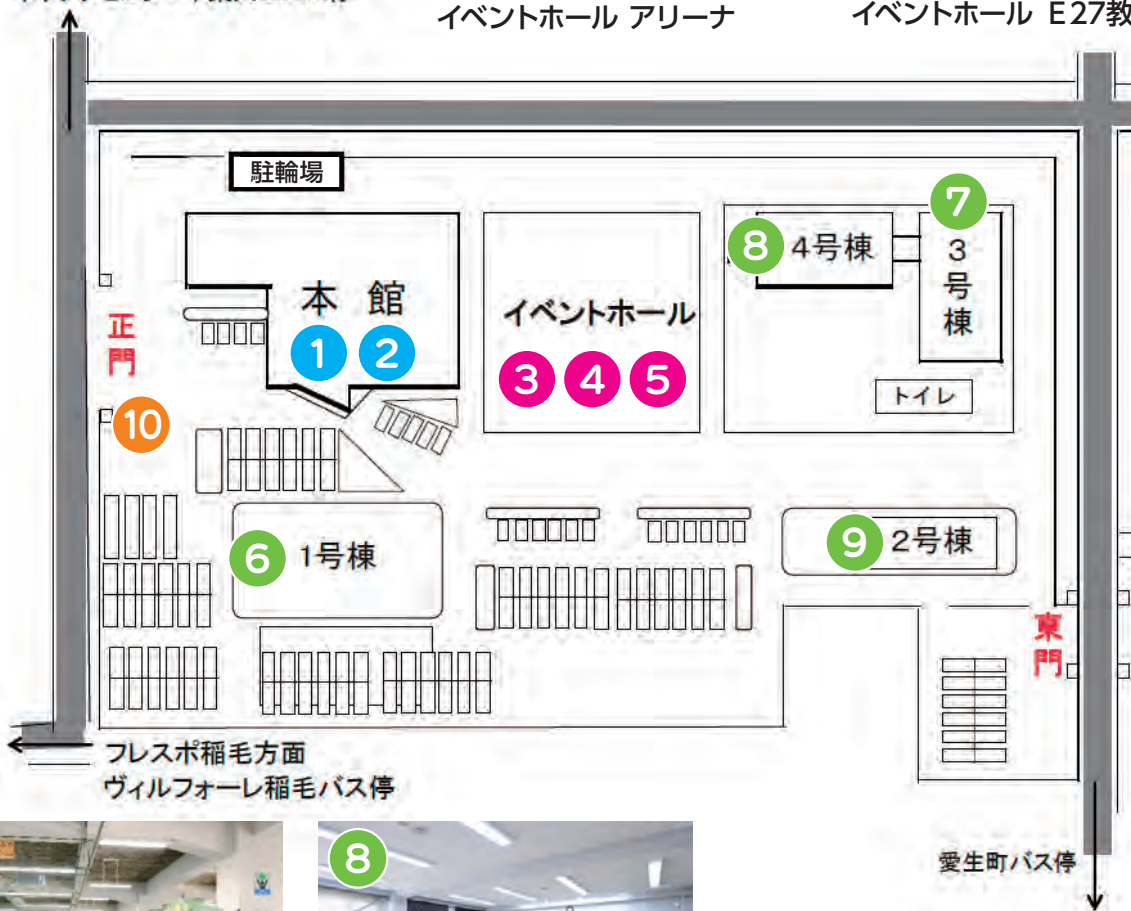 イベントホール アリーナ
イベントホール E27教
駐輪場
7
8 4号棟
3号棟
本館
イベントホール
正門
1 2
3 4 5
トイレ
10
6 1号棟
9 2号棟
東門
フレスポ稲毛方面
ヴィルフォーレ稲毛バス停
愛生町バス停
8